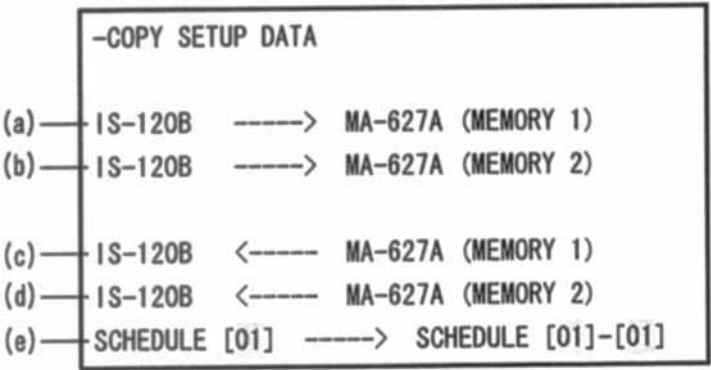 -COPY SETUP DATA
(a) IS-120B -----> MA-627A (MEMORY 1)
(b) IS-120B -----> MA-627A (MEMORY 2)
(c) IS-120B <----- MA-627A (MEMORY 1)
(d) IS-120B <----- MA-627A (MEMORY 2)
(e) SCHEDULE [01] -----> SCHEDULE [01]-[01]